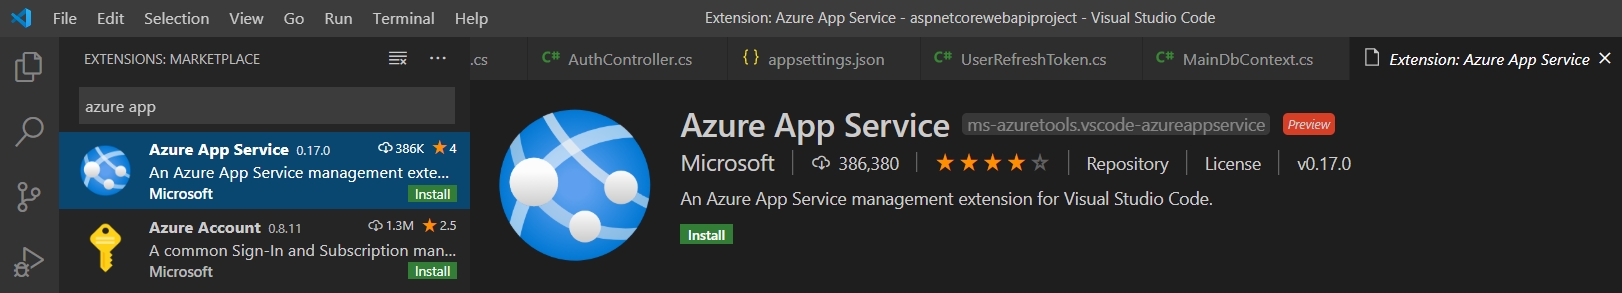 File Edit Selection View Go Run Terminal Help Extension: Azure App Service - aspnetcorewebapiproject - Visual Studio Code
EXTENSIONS: MARKETPLACE ...
.cs C# AuthController.cs {} appsettings.json C# UserRefreshToken.cs C# MainDbContext.cs Extension: Azure App Service
azure app
Azure App Service 0.17.0 386K 4
An Azure App Service management exte...
Microsoft Install
Azure Account 0.8.11 1.3M 2.5
A common Sign-In and Subscription man...
Microsoft Install
Azure App Service ms-azuretools.vscode-azureappservice Preview
Microsoft 386,380 Repository License v0.17.0
An Azure App Service management extension for Visual Studio Code.
Install